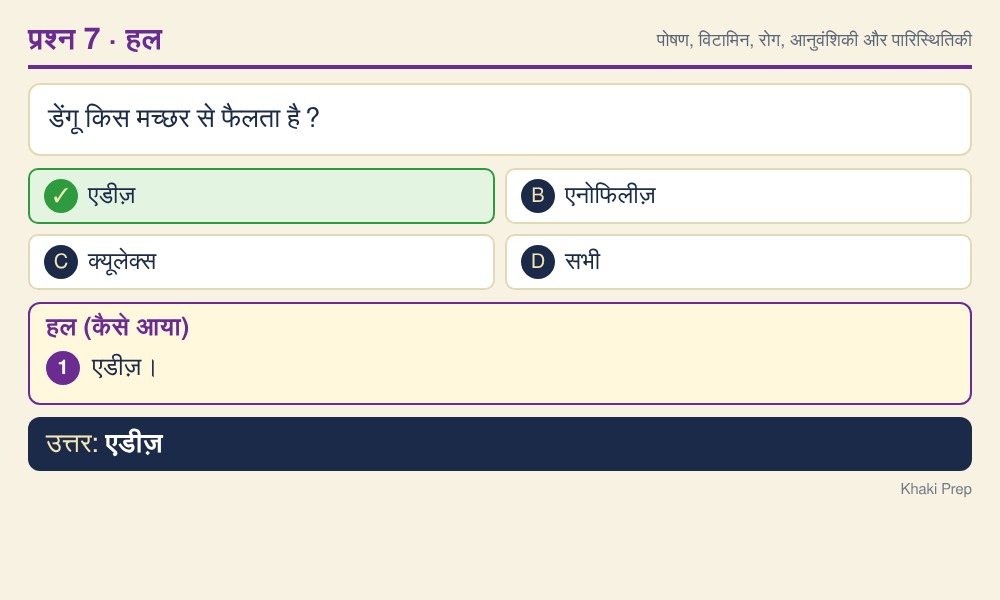 प्रश्न 7 · हल
पोषण, विटामिन, रोग, आनुवंशिकी और पारिस्थितिकी
डेंगू किस मच्छर से फैलता है ?
✓ एडीज़
B एनोफिलीज़
C क्यूलेक्स
D सभी
हल (कैसे आया)
1 एडीज़।
उत्तर: एडीज़
Khaki Prep